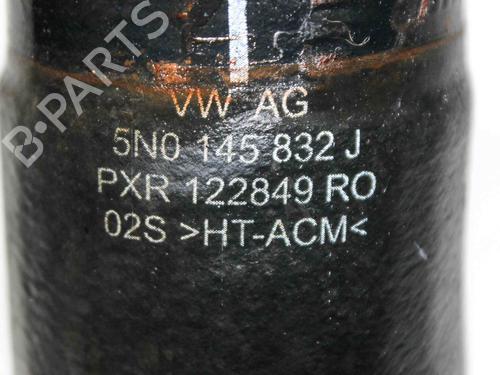 VW AG
5N0 145 832 J
PXR 122849 RO
02S >HT-ACM<
B-PARTS